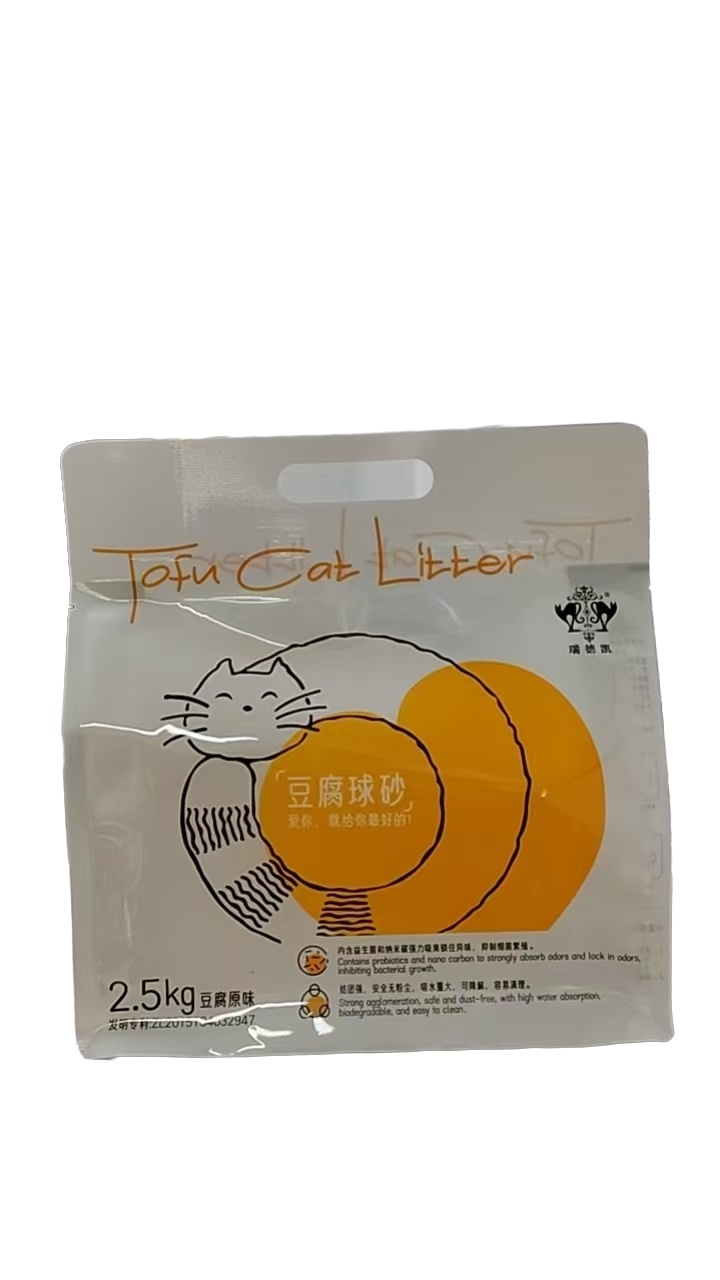 Tofu Cat Litter
®
瑞德凯
「豆腐球砂」
爱你，就给你最好的!
内含益生菌和纳米碳强力吸臭锁住异味，抑制细菌繁殖。
Contains probiotics and nano carbon to strongly absorb odors and lock in odors,
inhibiting bacterial growth.
2.5kg豆腐原味
结团强，安全无粉尘，吸水量大，可降解，容易清理。
Strong agglomeration, safe and dust-free, with high water absorption,
biodegradable, and easy to clean.